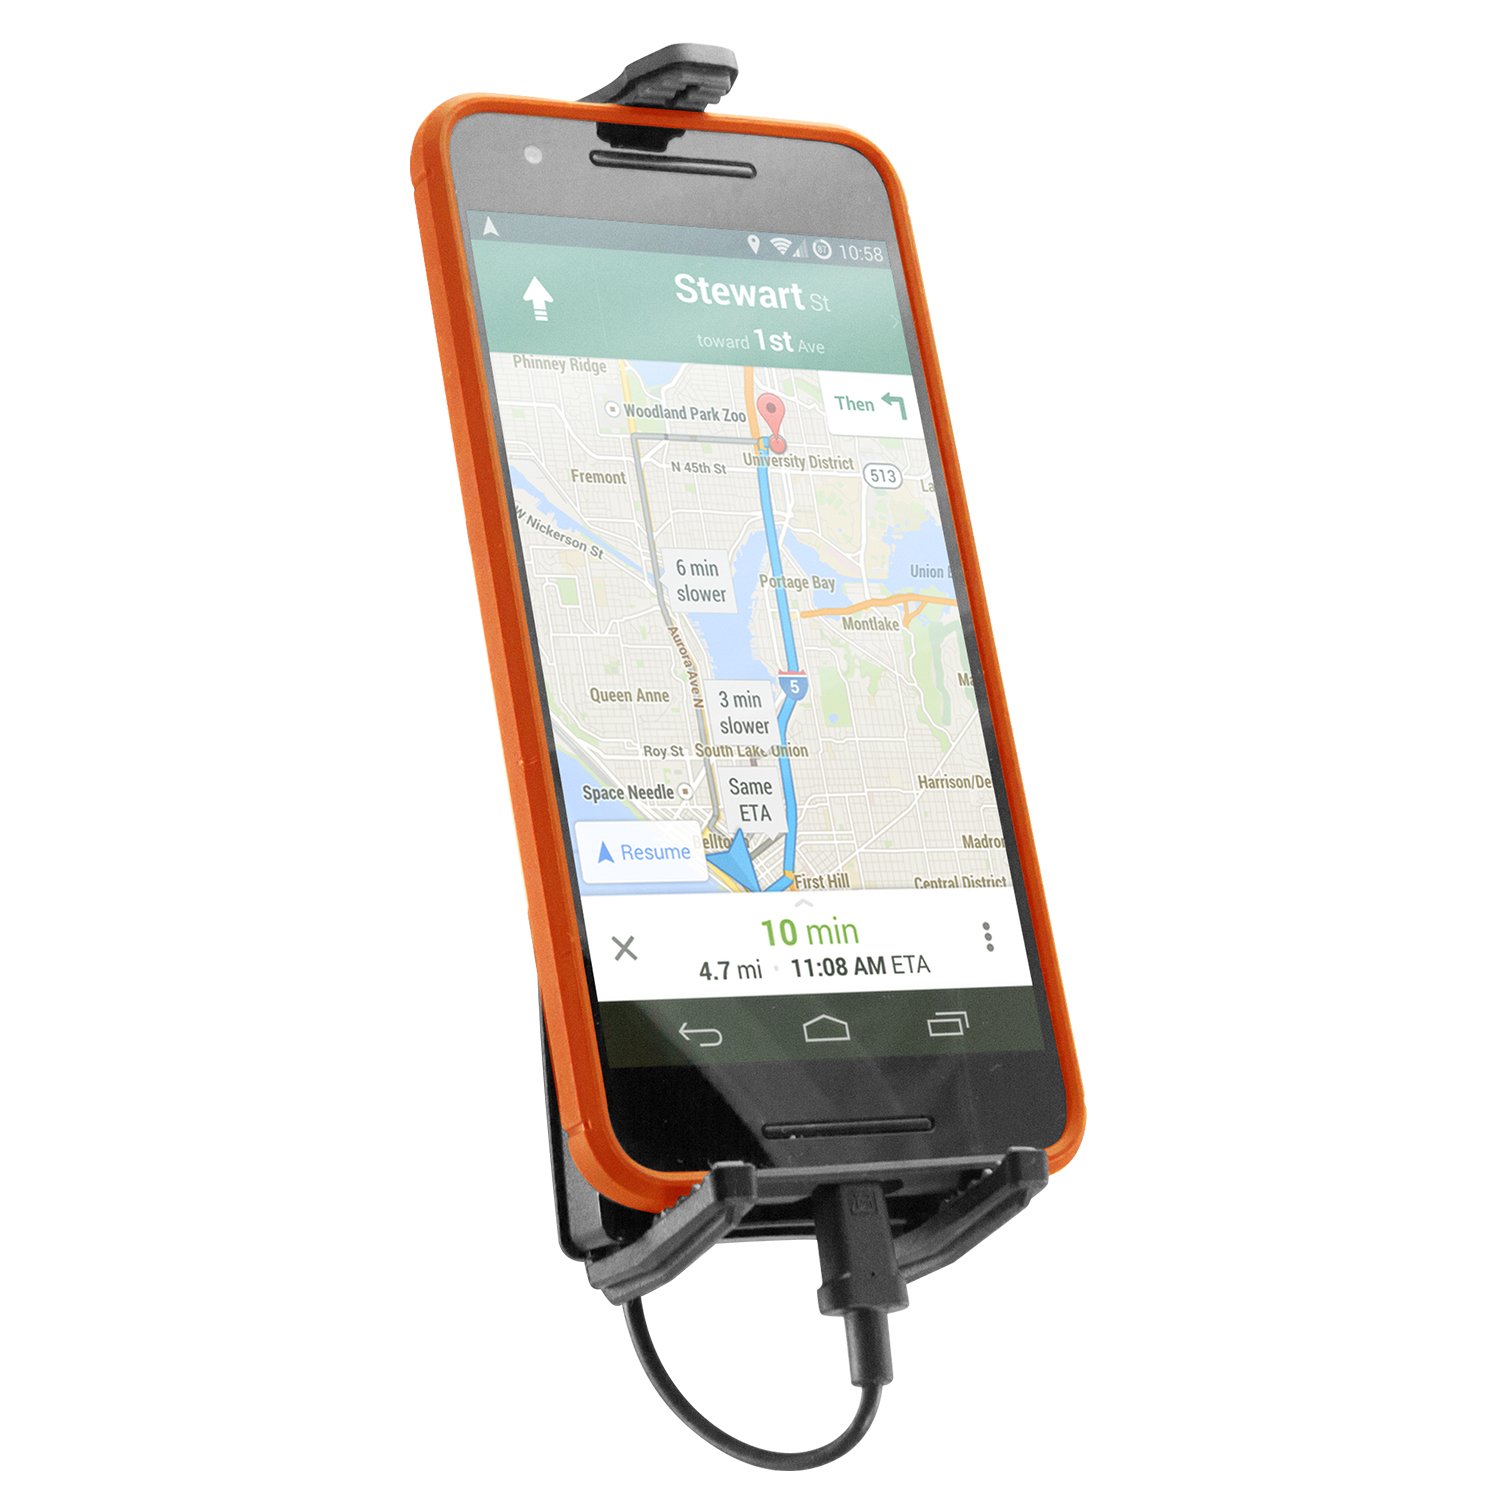 10:58
Stewart St
toward 1st Ave
Then
Phinney Ridge
Woodland Park Zoo
University District
N 45th St
513
Fremont
W Nickerson St
6 min
slower
Portage Bay
Union
Montlake
Aurora Ave N
5
Queen Anne
3 min
slower
Roy St
South Lake Union
Same
ETA
Space Needle
Harrison/De
Belltown
Resume
Madro
First Hill
Central District
10 min
4.7 mi · 11:08 AM ETA